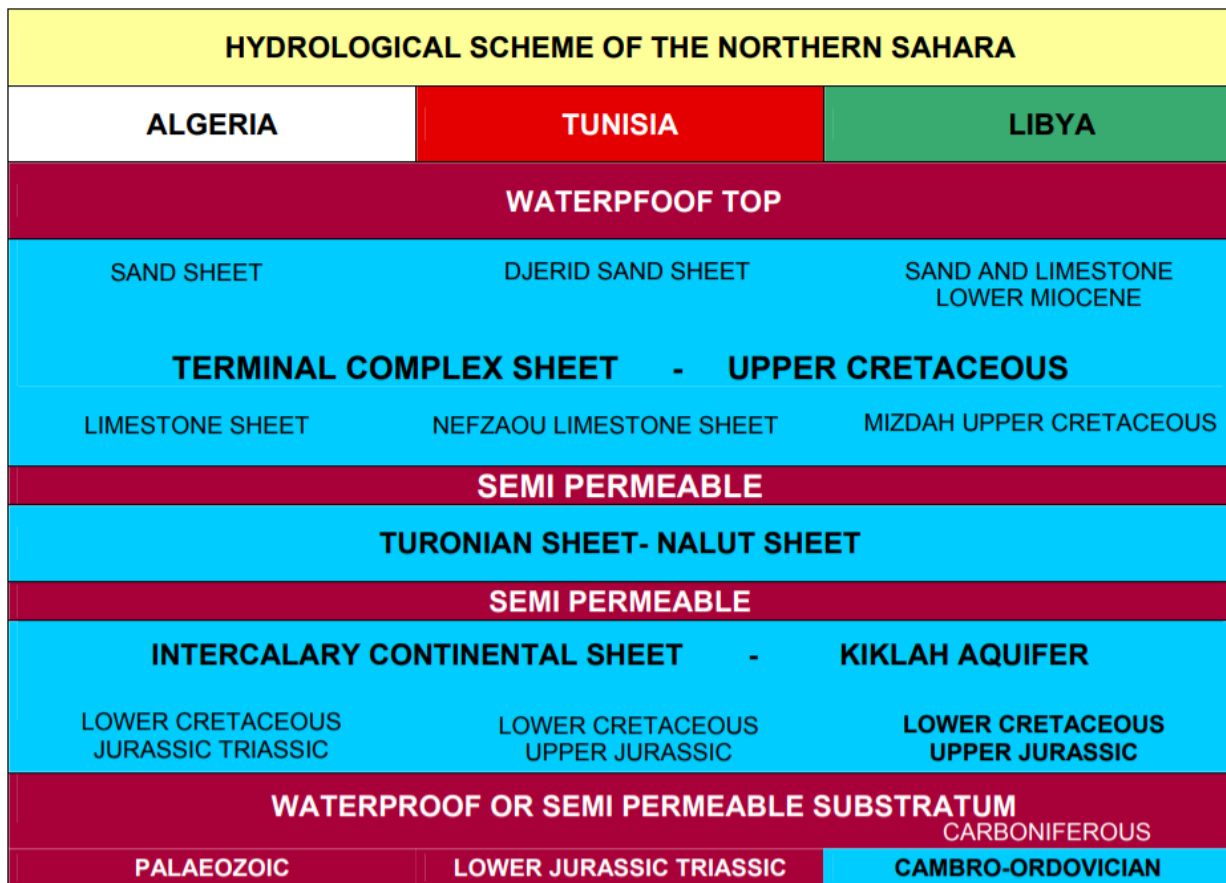 HYDROLOGICAL SCHEME OF THE NORTHERN SAHARA
ALGERIA TUNISIA LIBYA
WATERPFOOF TOP
SAND SHEET DJERID SAND SHEET SAND AND LIMESTONE
LOWER MIOCENE
TERMINAL COMPLEX SHEET - UPPER CRETACEOUS
LIMESTONE SHEET NEFZAOU LIMESTONE SHEET MIZDAH UPPER CRETACEOUS
SEMI PERMEABLE
TURONIAN SHEET- NALUT SHEET
SEMI PERMEABLE
INTERCALARY CONTINENTAL SHEET - KIKLAH AQUIFER
LOWER CRETACEOUS LOWER CRETACEOUS LOWER CRETACEOUS
JURASSIC TRIASSIC UPPER JURASSIC UPPER JURASSIC
WATERPROOF OR SEMI PERMEABLE SUBSTRATUM
CARBONIFEROUS
PALAEOZOIC LOWER JURASSIC TRIASSIC CAMBRO-ORDOVICIAN